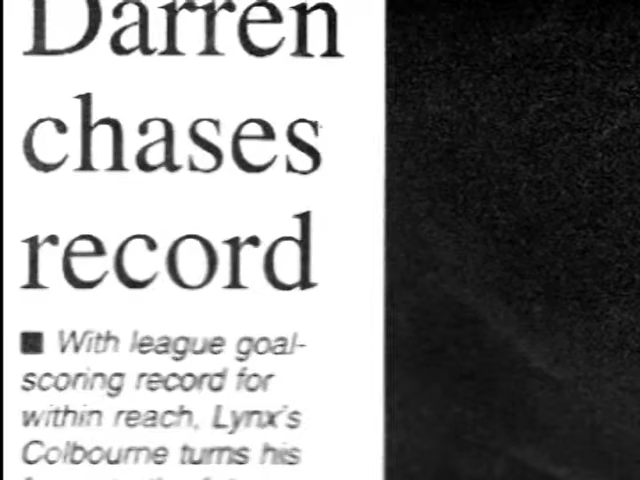 Darren
chases
record
■ With league goal-
scoring record for
within reach, Lynx's
Colbourne turns his